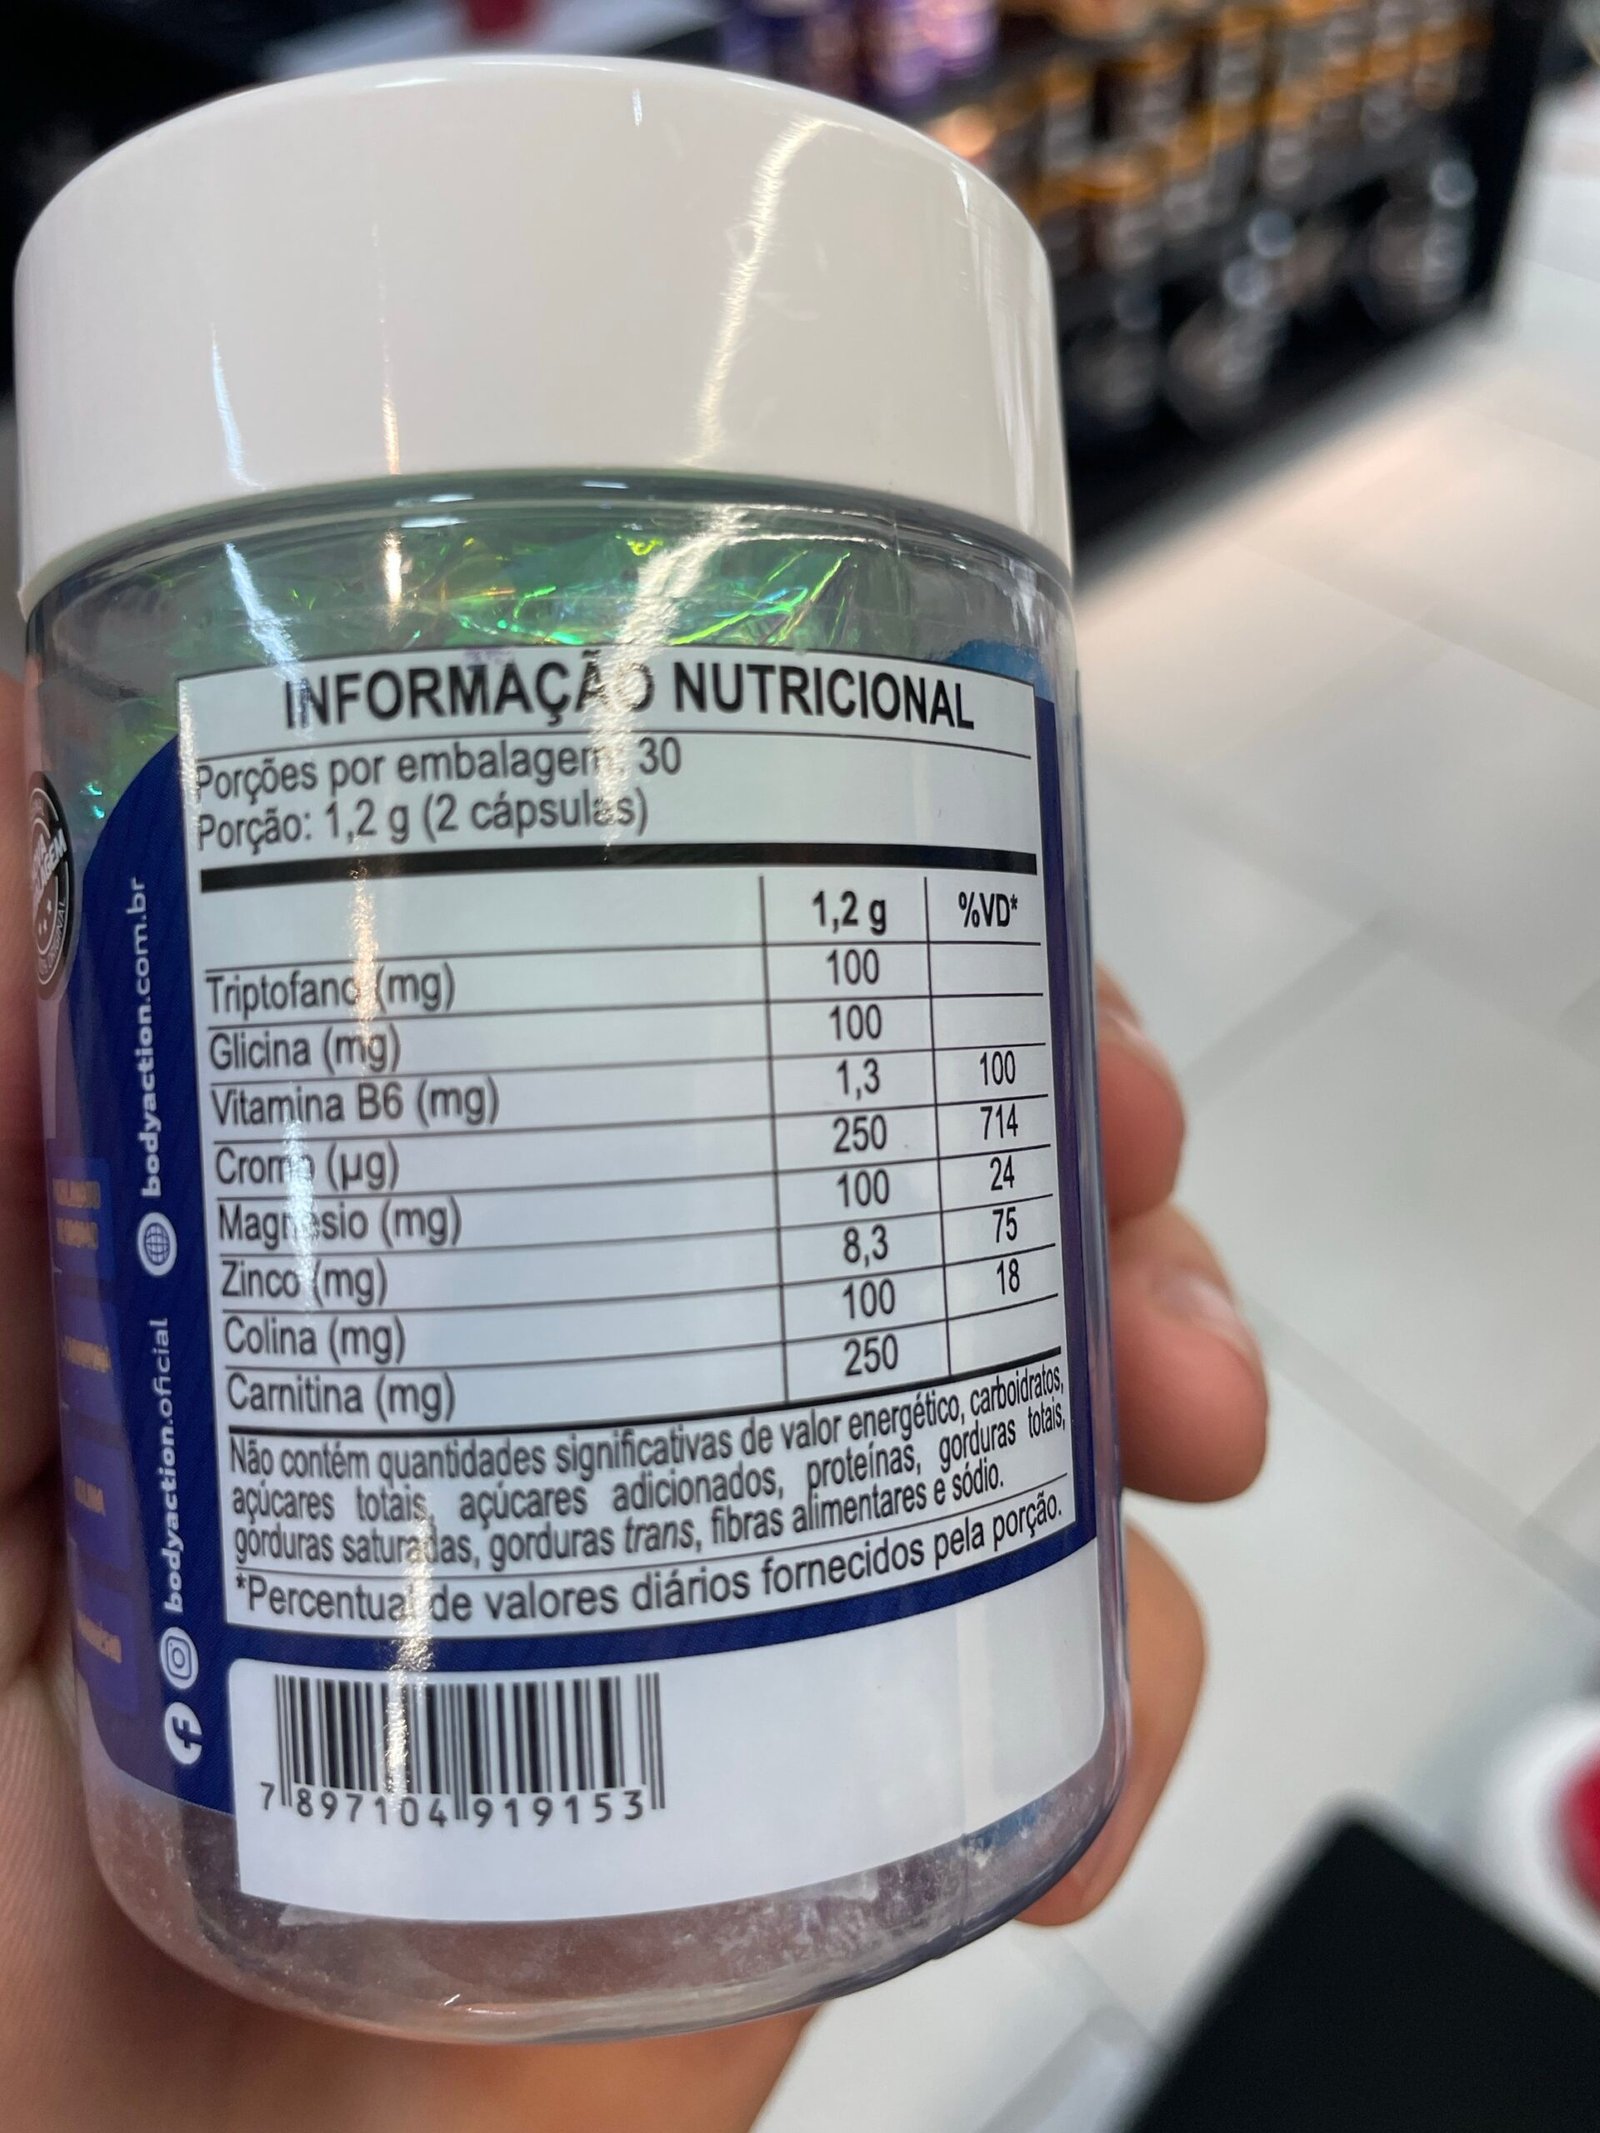 INFORMAÇÃO NUTRICIONAL
Porções por embalagem: 30
Porção: 1,2 g (2 cápsulas)
1,2 g %VD*
Triptofano (mg) 100
Glicina (mg) 100
Vitamina B6 (mg) 1,3 100
Cromo (µg) 250 714
Magnésio (mg) 100 24
Zinco (mg) 8,3 75
Colina (mg) 100 18
Carnitina (mg) 250
Não contém quantidades significativas de valor energético, carboidratos,
açúcares totais, açúcares adicionados, proteínas, gorduras totais,
gorduras saturadas, gorduras trans, fibras alimentares e sódio.
*Percentual de valores diários fornecidos pela porção.
7 897104 919153
bodyaction.oficial
bodyaction.com.br